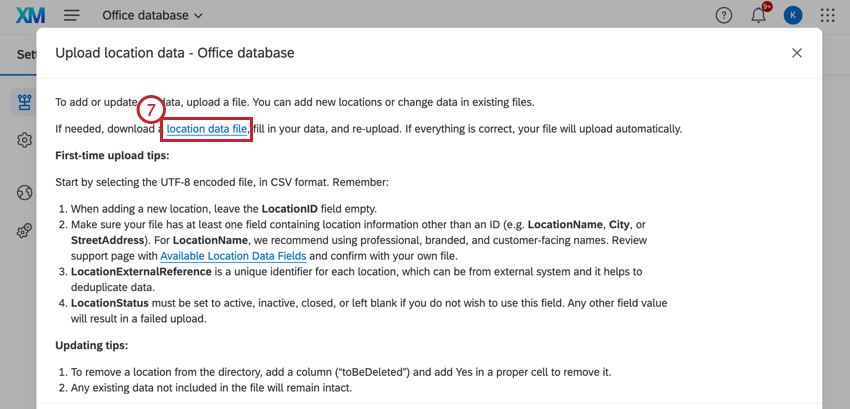 XM Office database 9+ K
Set
Upload location data - Office database
To add or update data, upload a file. You can add new locations or change data in existing files.
7
If needed, download a location data file, fill in your data, and re-upload. If everything is correct, your file will upload automatically.
First-time upload tips:
Start by selecting the UTF-8 encoded file, in CSV format. Remember:
1. When adding a new location, leave the LocationID field empty.
2. Make sure your file has at least one field containing location information other than an ID (e.g. LocationName, City, or
StreetAddress). For LocationName, we recommend using professional, branded, and customer-facing names. Review
support page with Available Location Data Fields and confirm with your own file.
3. LocationExternalReference is a unique identifier for each location, which can be from external system and it helps to
deduplicate data.
4. LocationStatus must be set to active, inactive, closed, or left blank if you do not wish to use this field. Any other field value
will result in a failed upload.
Updating tips:
1. To remove a location from the directory, add a column (“toBeDeleted”) and add Yes in a proper cell to remove it.
2. Any existing data not included in the file will remain intact.